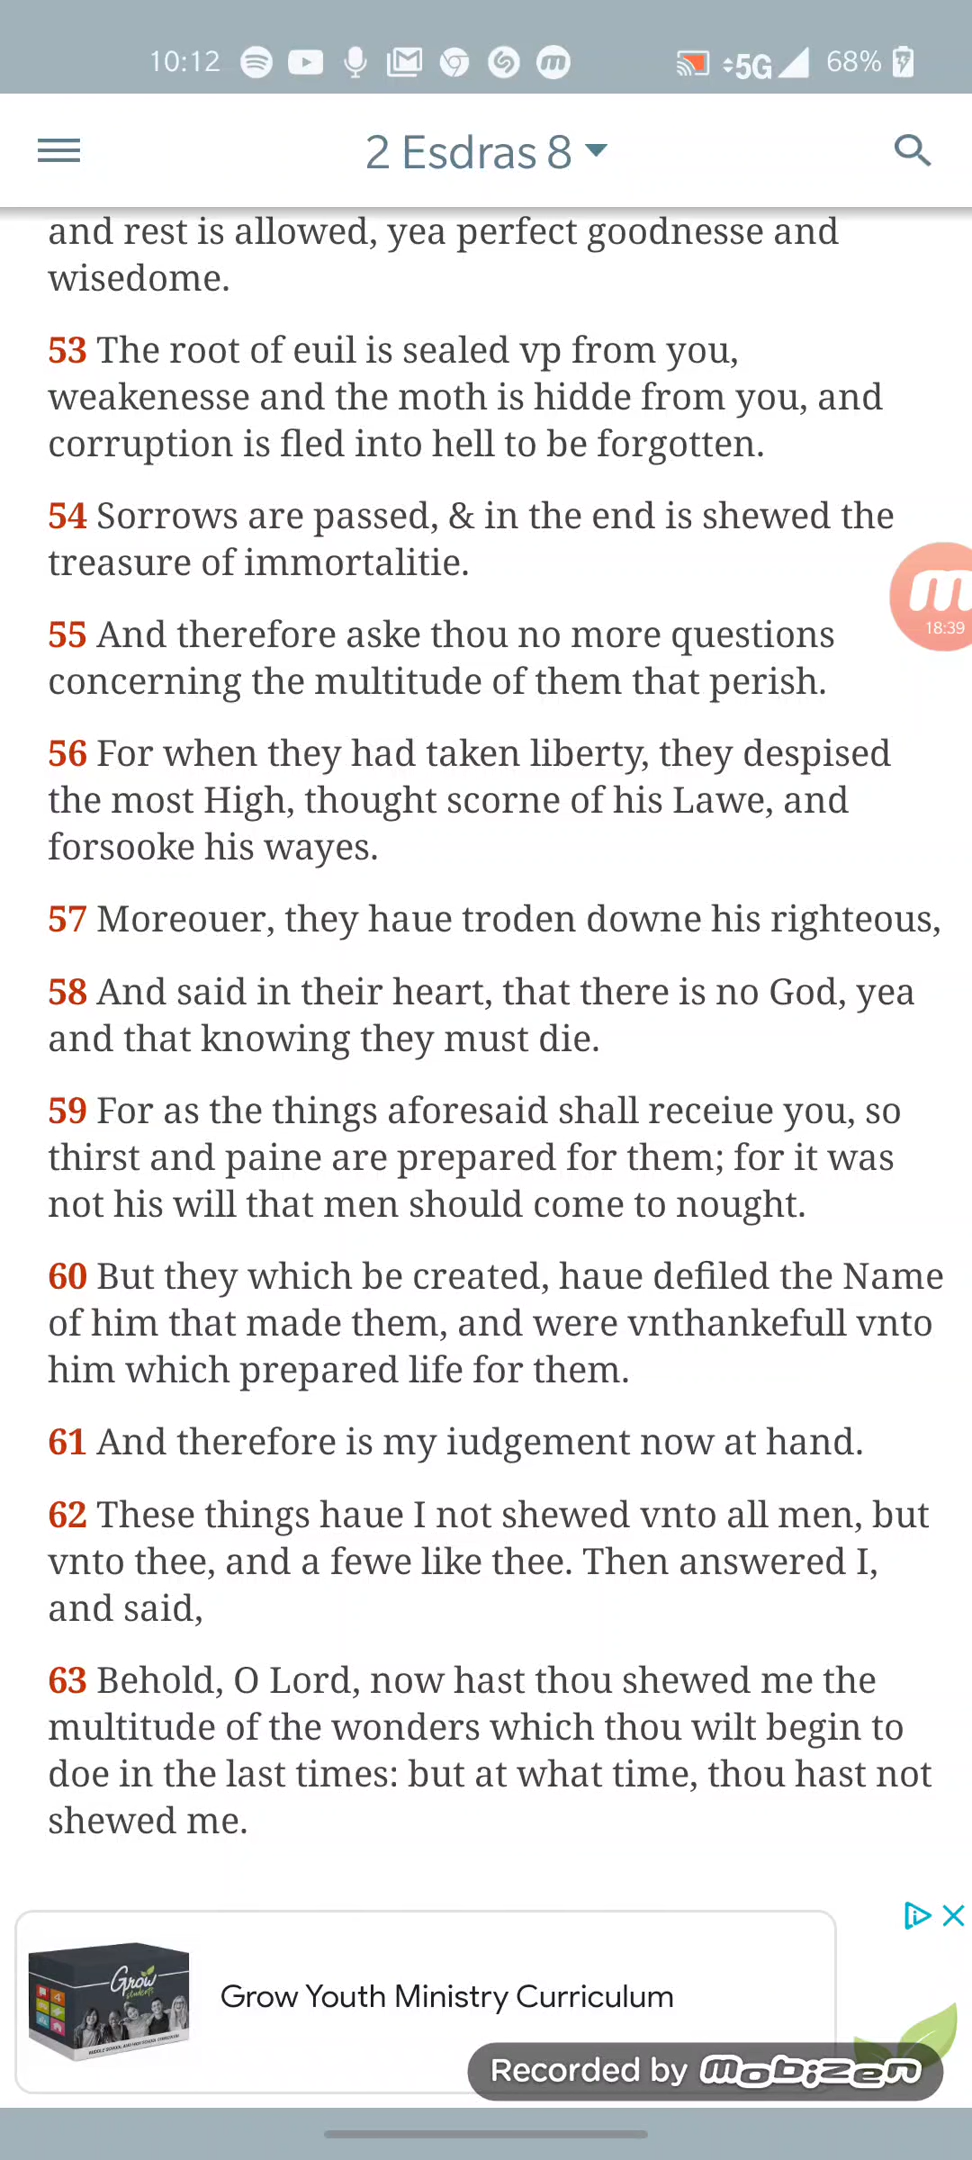 10:12 5G 68%
2 Esdras 8
and rest is allowed, yea perfect goodnesse and
wisedome.
53 The root of euil is sealed vp from you,
weakenesse and the moth is hidde from you, and
corruption is fled into hell to be forgotten.
54 Sorrows are passed, & in the end is shewed the
treasure of immortalitie.
m
18:39
55 And therefore aske thou no more questions
concerning the multitude of them that perish.
56 For when they had taken liberty, they despised
the most High, thought scorne of his Lawe, and
forsooke his wayes.
57 Moreouer, they haue troden downe his righteous,
58 And said in their heart, that there is no God, yea
and that knowing they must die.
59 For as the things aforesaid shall receiue you, so
thirst and paine are prepared for them; for it was
not his will that men should come to nought.
60 But they which be created, haue defiled the Name
of him that made them, and were vnthankefull vnto
him which prepared life for them.
61 And therefore is my iudgement now at hand.
62 These things haue I not shewed vnto all men, but
vnto thee, and a fewe like thee. Then answered I,
and said,
63 Behold, O Lord, now hast thou shewed me the
multitude of the wonders which thou wilt begin to
doe in the last times: but at what time, thou hast not
shewed me.
Grow
students
Grow Youth Ministry Curriculum
Recorded by mobizen